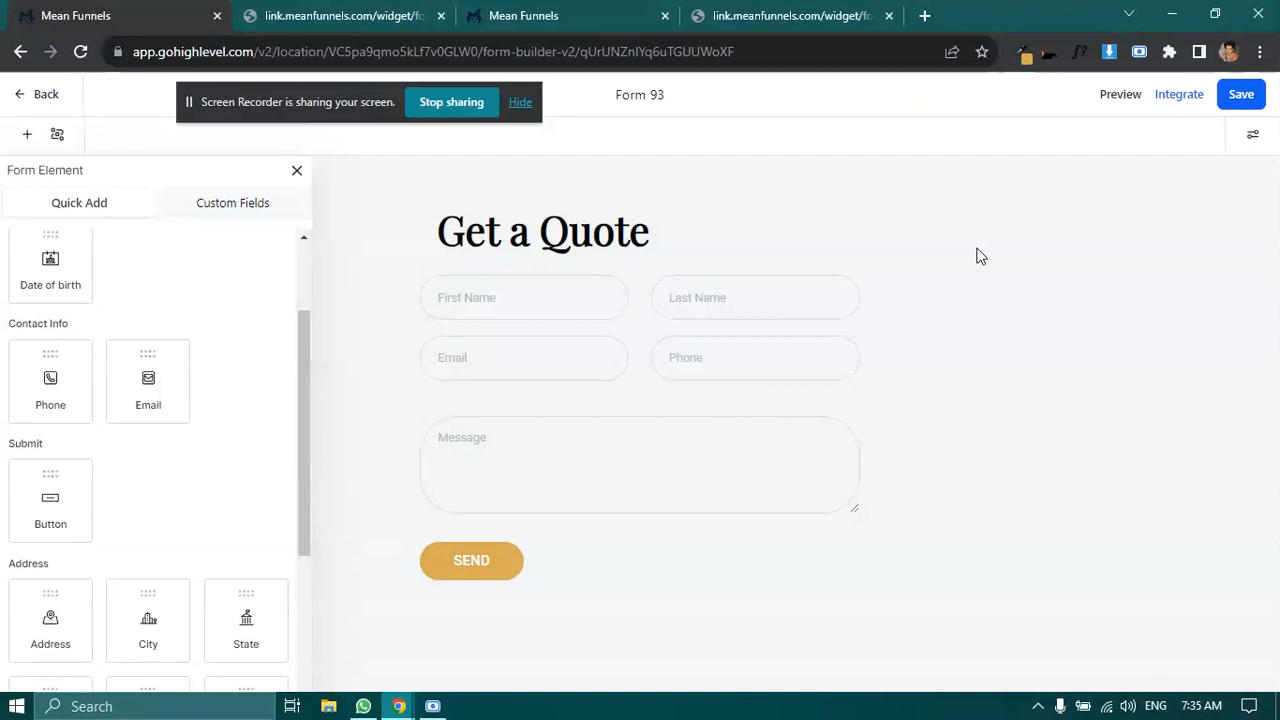 Mean Funnels
link.meanfunnels.com/widget/fo
Mean Funnels
link.meanfunnels.com/widget/fo
app.gohighlevel.com/v2/location/VC5pa9qmo5kLf7v0GLW0/form-builder-v2/qUrUNZnlYq6uTGUUWoXF
Back
Screen Recorder is sharing your screen.
Stop sharing
Hide
Form 93
Preview
Integrate
Save
Form Element
Quick Add
Custom Fields
Date of birth
Contact Info
Phone
Email
Submit
Button
Address
Address
City
State
Get a Quote
First Name
Last Name
Email
Phone
Message
SEND
Search
ENG
7:35 AM